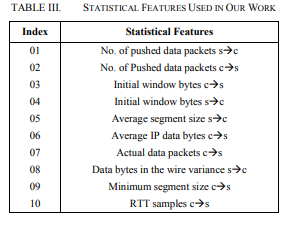 TABLE III. STATISTICAL FEATURES USED IN OUR WORK
Index Statistical Features
01 No. of pushed data packets s→c
02 No. of Pushed data packets c→s
03 Initial window bytes c→s
04 Initial window bytes c→s
05 Average segment size s→c
06 Average IP data bytes c→s
07 Actual data packets c→s
08 Data bytes in the wire variance s→c
09 Minimum segment size c→s
10 RTT samples c→s